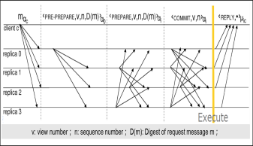 m
<PRE-PREPARE,v,n,D(m)>
<PREPARE,v,n,D(m)>
<COMMIT,v,n>
<REPLY,
client c
replica 0
replica 1
replica 2
replica 3
Execute
v: view number ; n: sequence number ; D(m): Digest of request message m ;